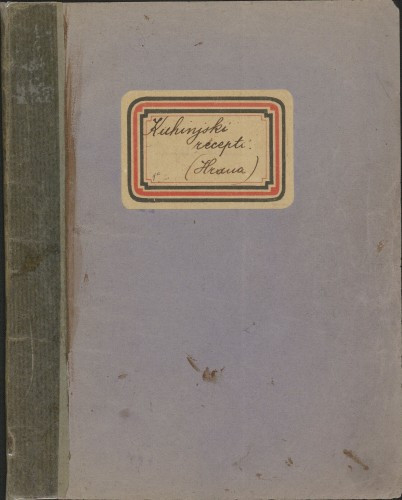 Kuhinjski
recepti:
(Hrana)